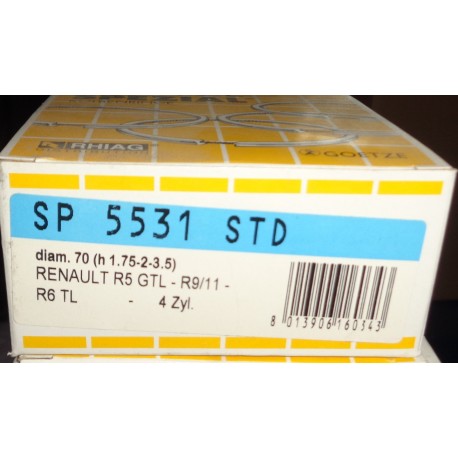 SPEZIAL
RHIAG
GOETZE
SP 5531 STD
diam. 70 (h 1.75-2-3.5)
RENAULT R5 GTL - R9/11 -
R6 TL - 4 Zyl.
8 013906 160343